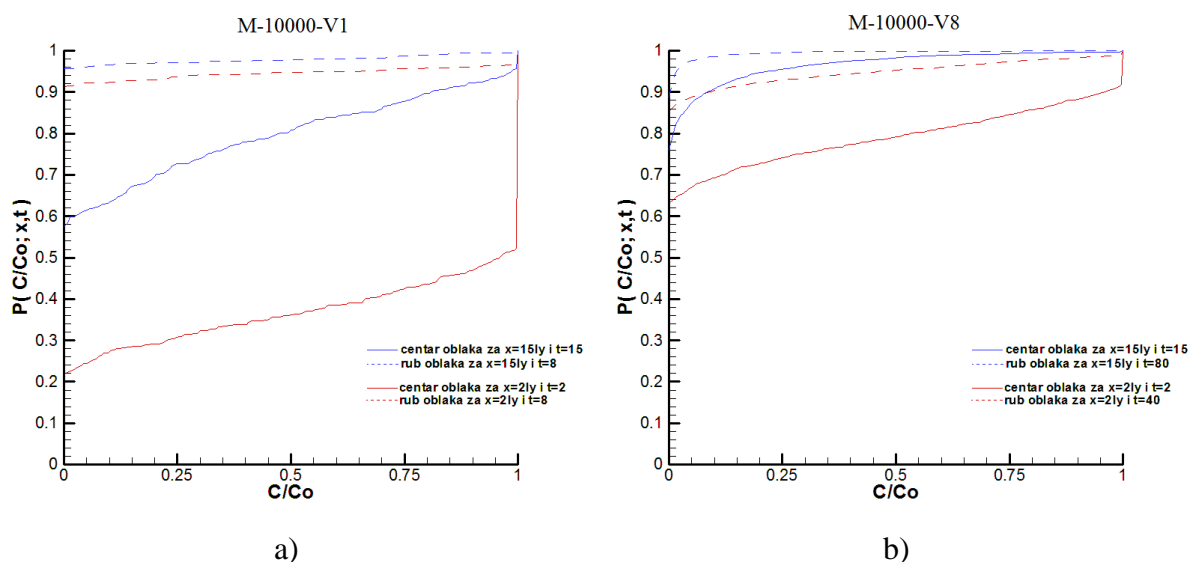 M-10000-V1
1
0.9
0.8
0.7
0.6
0.5
0.4
0.3
0.2
0.1
0
P( C/Co; x,t)
0
0.25
0.5
0.75
1
C/Co
centar oblaka za x=15ly i t=15
rub oblaka za x=15ly i t=8
centar oblaka za x=2ly i t=2
rub oblaka za x=2ly i t=8
a)
M-10000-V8
1
0.9
0.8
0.7
0.6
0.5
0.4
0.3
0.2
0.1
0
P( C/Co; x,t)
0
0.25
0.5
0.75
1
C/Co
centar oblaka za x=15ly i t=15
rub oblaka za x=15ly i t=80
centar oblaka za x=2ly i t=2
rub oblaka za x=2ly i t=40
b)